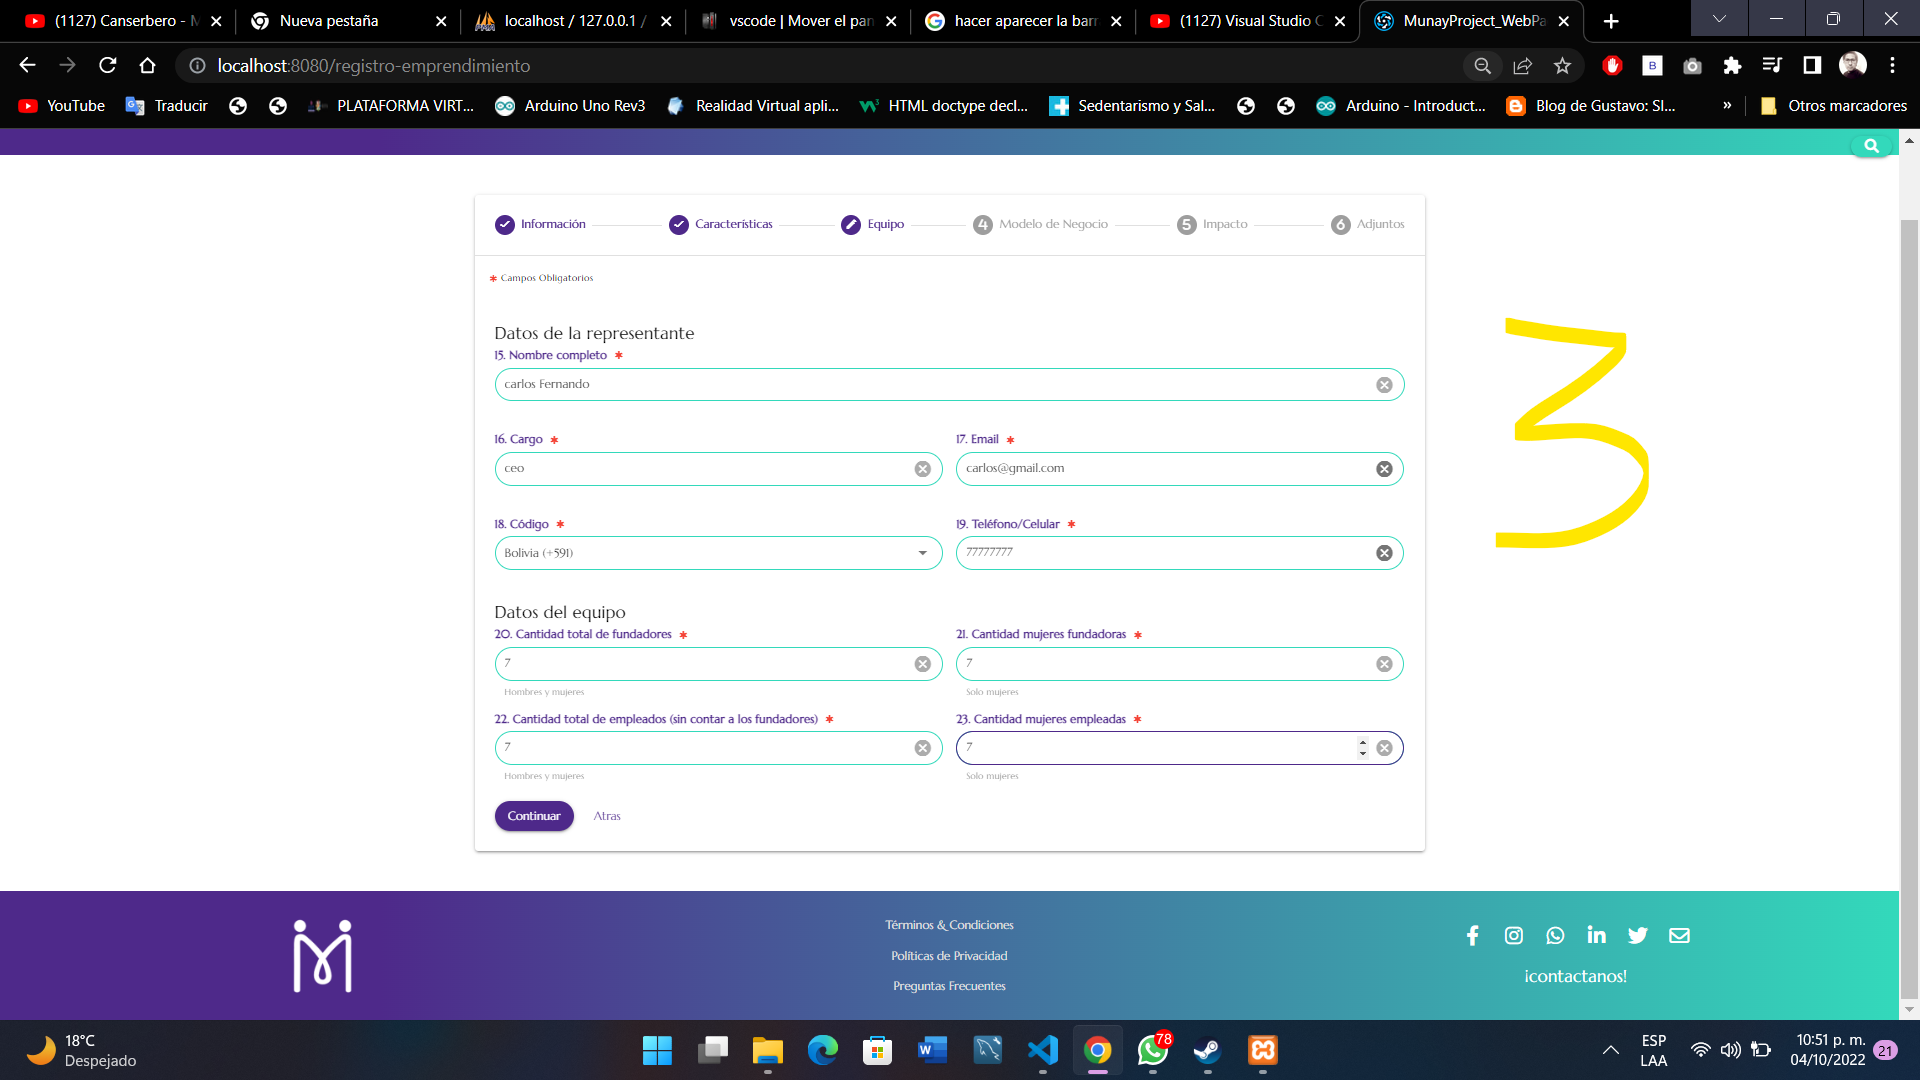 (1127) Canserbero - M
Nueva pestaña
localhost / 127.0.0.1 /
vscode | Mover el pan
hacer aparecer la barr
(1127) Visual Studio C
MunayProject_WebPa
localhost:8080/registro-emprendimiento
YouTube
Traducir
PLATAFORMA VIRT...
Arduino Uno Rev3
Realidad Virtual apli...
HTML doctype decl...
Sedentarismo y Sal...
Arduino - Introduct...
Blog de Gustavo: SI...
»
Otros marcadores
Información
Características
Equipo
4 Modelo de Negocio
5 Impacto
6 Adjuntos
* Campos Obligatorios
Datos de la representante
15. Nombre completo *
carlos Fernando
16. Cargo *
17. Email *
ceo
carlos@gmail.com
18. Código *
19. Teléfono/Celular *
Bolivia (+591)
77777777
Datos del equipo
20. Cantidad total de fundadores *
21. Cantidad mujeres fundadoras *
7
7
Hombres y mujeres
Solo mujeres
22. Cantidad total de empleados (sin contar a los fundadores) *
23. Cantidad mujeres empleadas *
7
7
Hombres y mujeres
Solo mujeres
Continuar
Atras
3
Términos & Condiciones
Políticas de Privacidad
Preguntas Frecuentes
¡contactanos!
18°C
Despejado
78
ESP
LAA
10:51 p. m.
04/10/2022
21